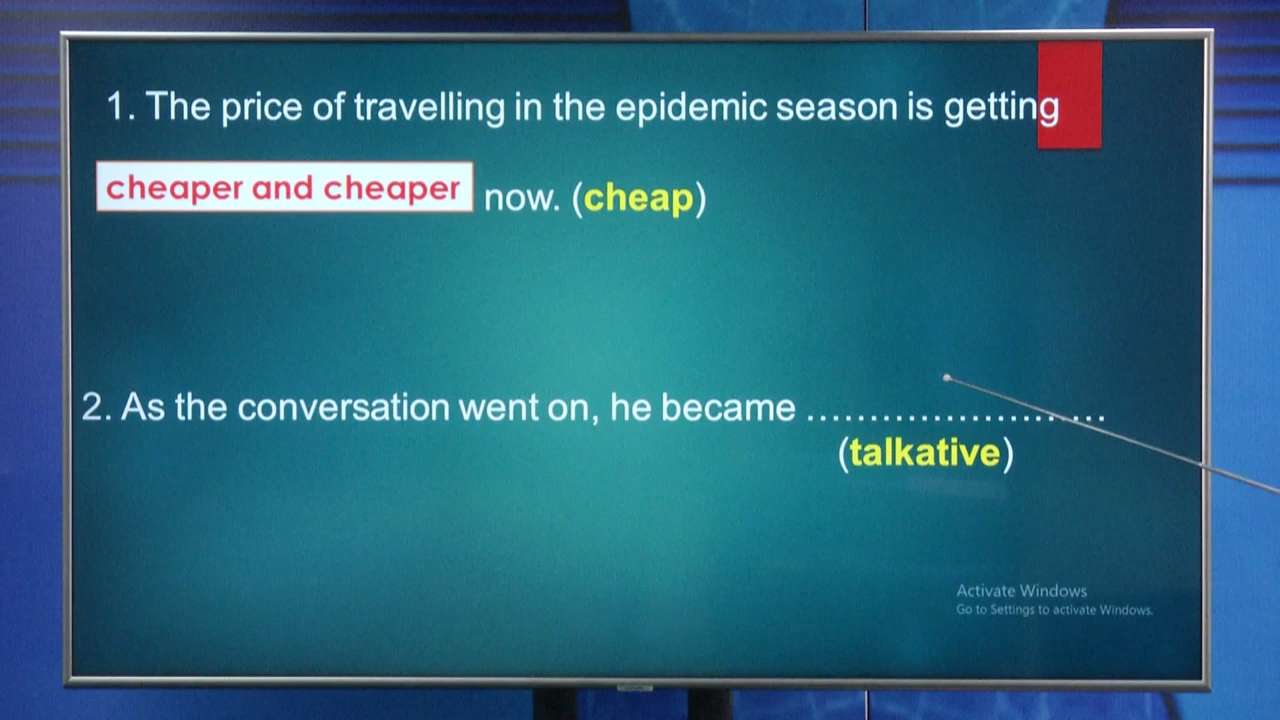 1. The price of travelling in the epidemic season is getting
cheaper and cheaper now. (cheap)
2. As the conversation went on, he became ........................
(talkative)
Activate Windows
Go to Settings to activate Windows.